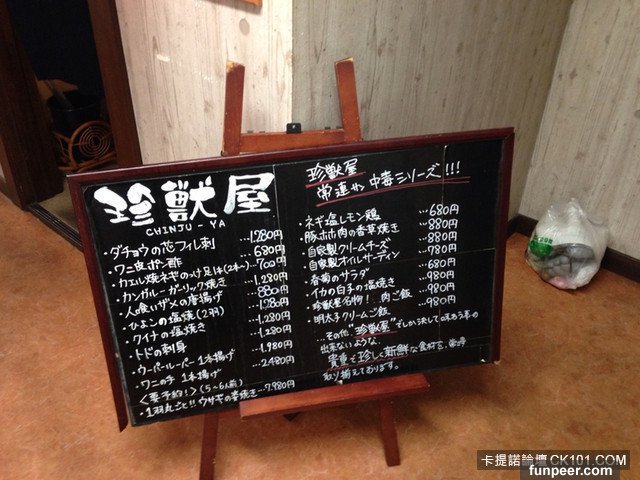 珍獣屋
CHINJU-YA
・ダチョウの花フィレ刺 …1,280円
・ワニ皮ポン酢 …680円
・カエル焼ネギのっけ足1本(2本〜) 700円
・カンガルーガーリック焼き …1,280円
・人喰いザメの唐揚げ …880円
・ひよこの塩焼(2羽) …1,280円
・クイナの塩焼き …1,280円
・トドの刺身 …1,280円
・ウーパールーパー1本揚げ …1,980円
・ワニの手 1本揚げ …2,480円
<要予約!>(5〜6人前)
・1羽丸ごと!!ウサギの香焼き …7,980円
珍獣屋
常連が中毒シリーズ!!!
・ネギ塩レモン鶏 …680円
・豚ホホ肉の香草焼き …880円
・自家製クリームチーズ …880円
・自家製オイルサーディン …780円
・春菊のサラダ …680円
・イカの白子の塩焼き …980円
・珍獣屋名物! 肉ご飯 …980円
・明太子クリームご飯 …980円
…その他"珍獣屋"でしか決して味わう事の
出来ないような、
貴重で珍しく新鮮な食材を、常時
取り揃えております。
卡提諾論壇 CK101.COM
funpeer.com